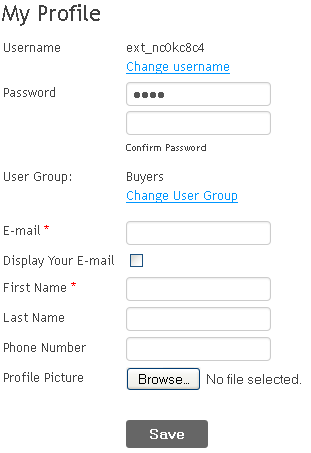 My Profile
Username ext_nc0kc8c4
Change username
Password ●●●●
Confirm Password
User Group: Buyers
Change User Group
E-mail *
Display Your E-mail
First Name *
Last Name
Phone Number
Profile Picture Browse... No file selected.
Save